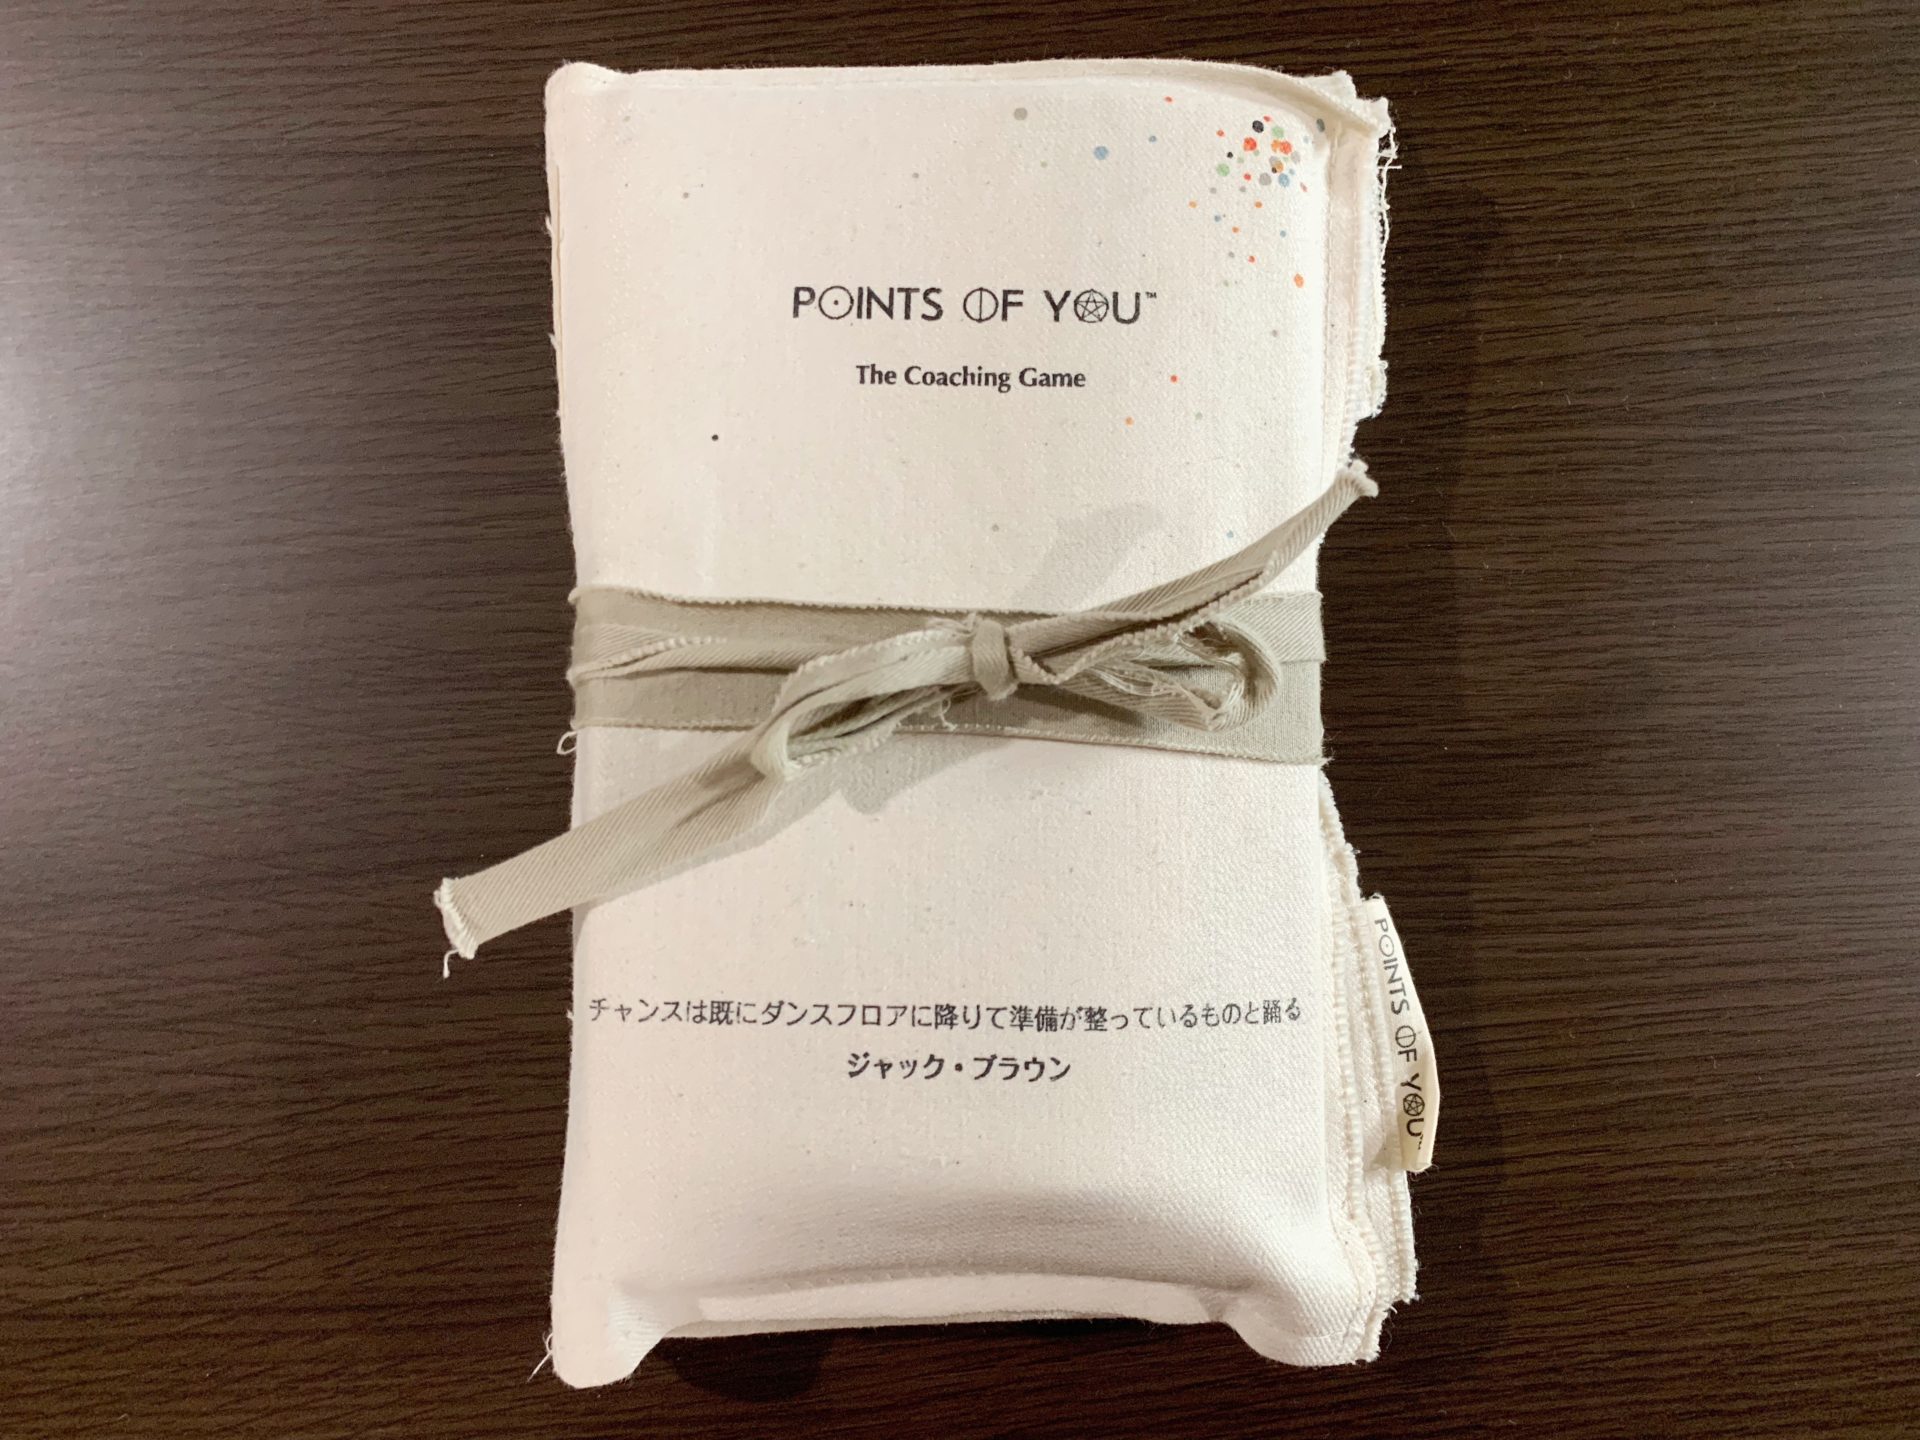 POINTS OF YOU™
The Coaching Game
チャンスは既にダンスフロアに降りて準備が整っているものと踊る
ジャック・ブラウン
POINTS OF YOU™